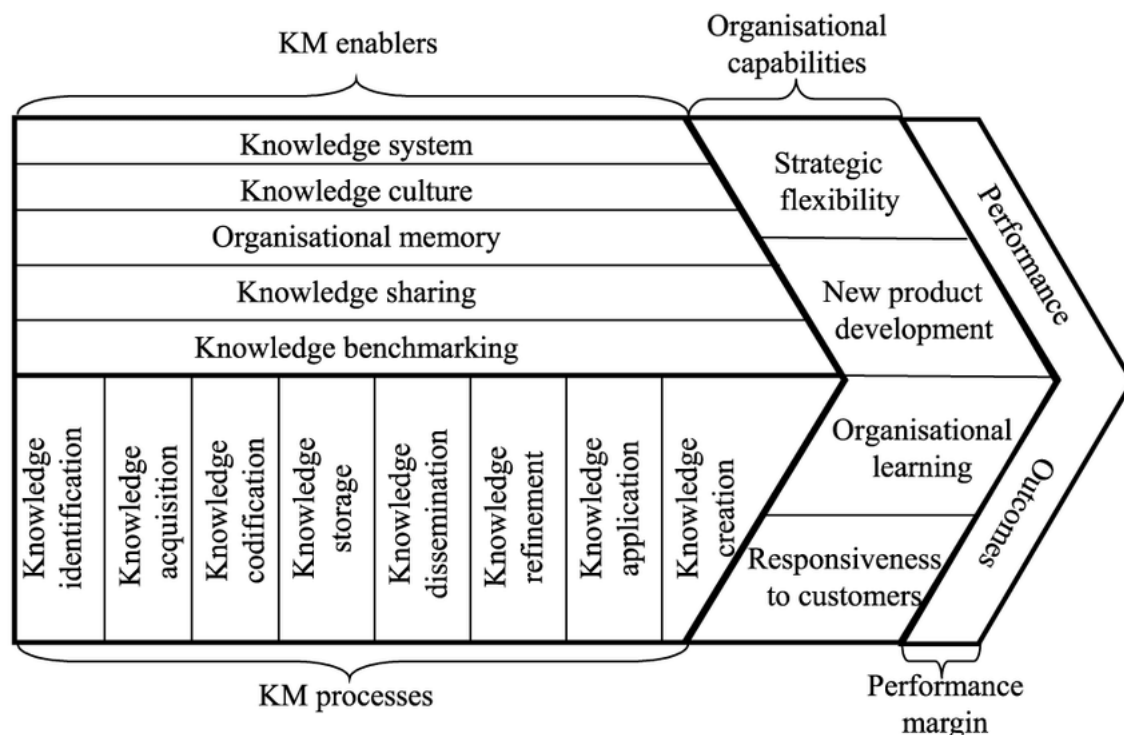 KM enablers
Organisational
capabilities
Knowledge system
Knowledge culture
Organisational memory
Knowledge sharing
Knowledge benchmarking
Strategic
flexibility
New product
development
Organisational
learning
Responsiveness
to customers
Performance
Outcomes
Knowledge
identification
Knowledge
acquisition
Knowledge
codification
Knowledge
storage
Knowledge
dissemination
Knowledge
refinement
Knowledge
application
Knowledge
creation
KM processes
Performance
margin